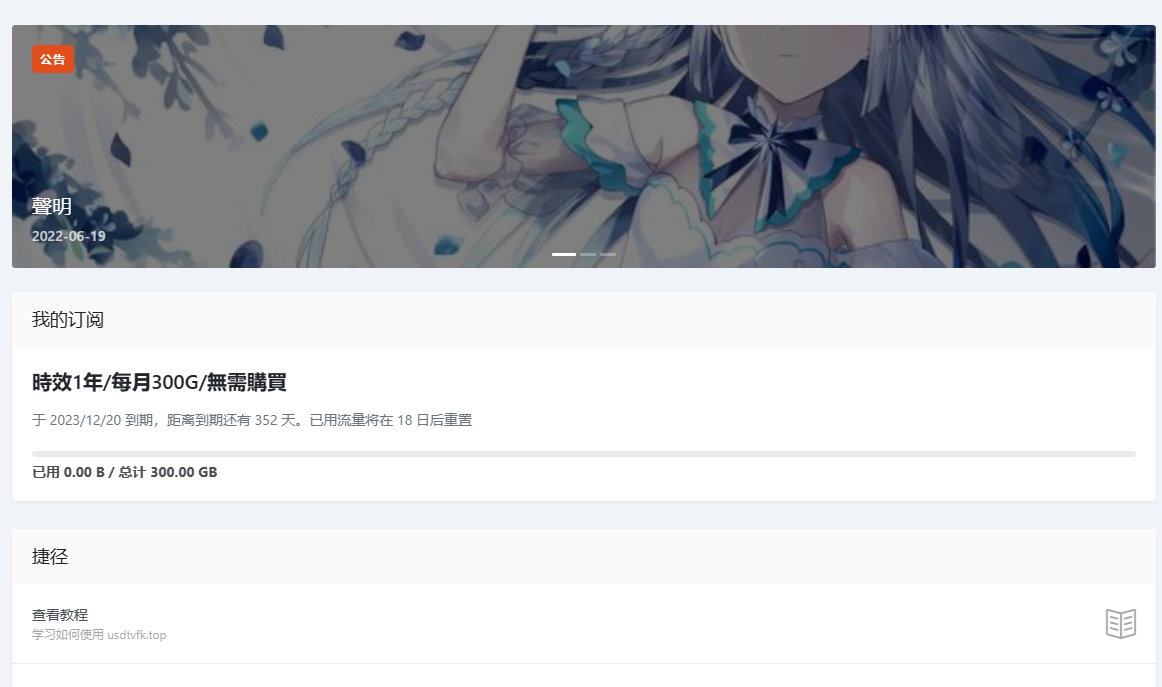 公告
聲明
2022-06-19
我的订阅
時效1年/每月300G/無需購買
于 2023/12/20 到期，距离到期还有 352 天。已用流量将在 18 日后重置
已用 0.00 B / 总计 300.00 GB
捷径
查看教程
学习如何使用 usdtvfk.top